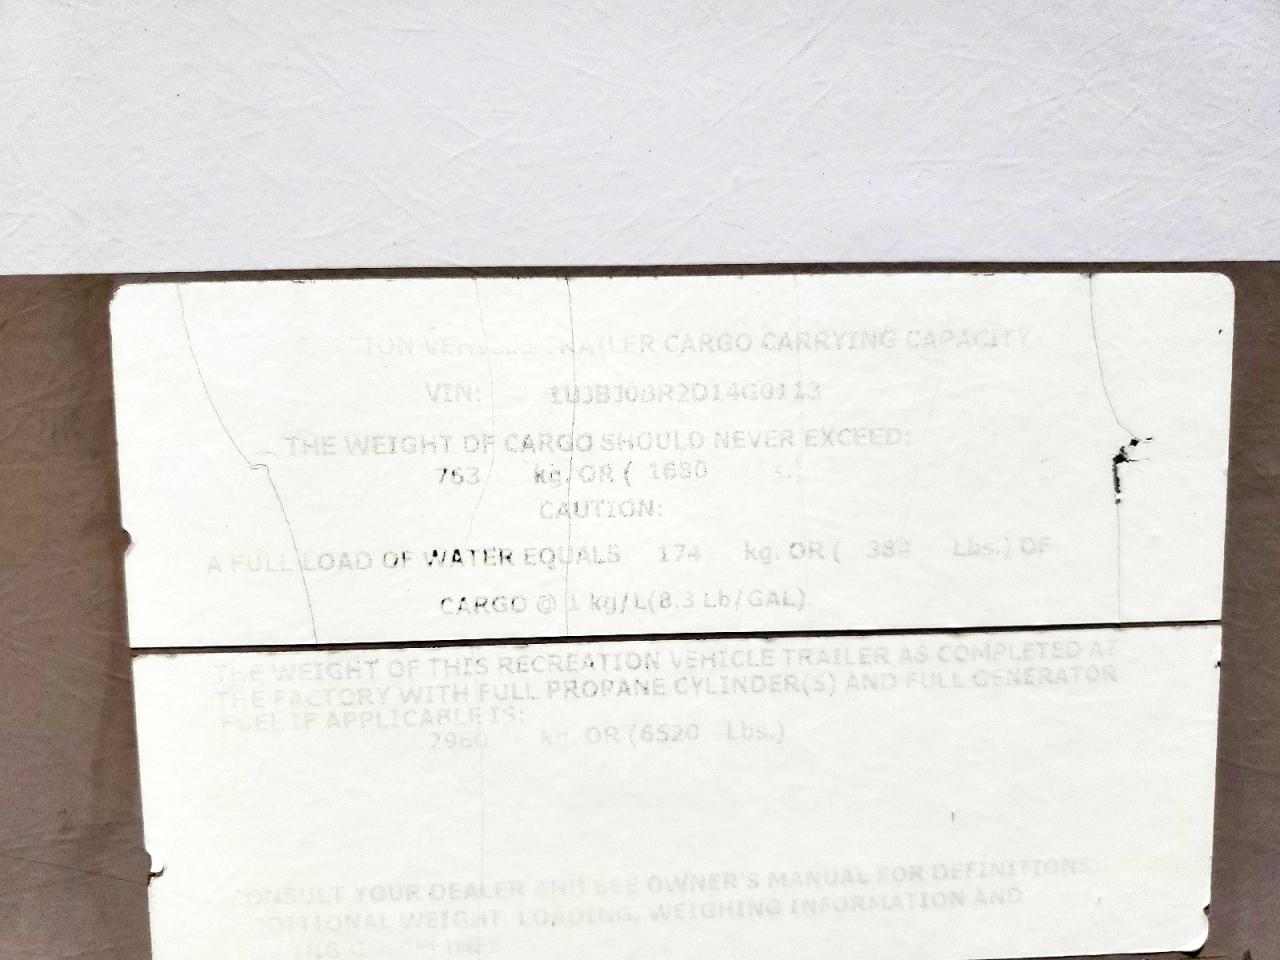 TRAILER CARGO CARRYING CAPACITY
VIN: 1UJBJ0BR2D14G0113
THE WEIGHT OF CARGO SHOULD NEVER EXCEED:
763 kg. OR ( 1680
CAUTION:
A FULL LOAD OF WATER EQUALS 174 kg. OR ( 384 Lbs.) OF
CARGO @ 1 kg/L(8.3 Lb/GAL)
THE WEIGHT OF THIS RECREATION VEHICLE TRAILER AS COMPLETED AT
THE FACTORY WITH FULL PROPANE CYLINDER(S) AND FULL GENERATOR
FUEL IF APPLICABLE IS:
2960 kg. OR (6520 Lbs.)
CONSULT YOUR DEALER AND SEE OWNER'S MANUAL FOR DEFINITIONS,
WEIGHT, LOADING, WEIGHING INFORMATION AND